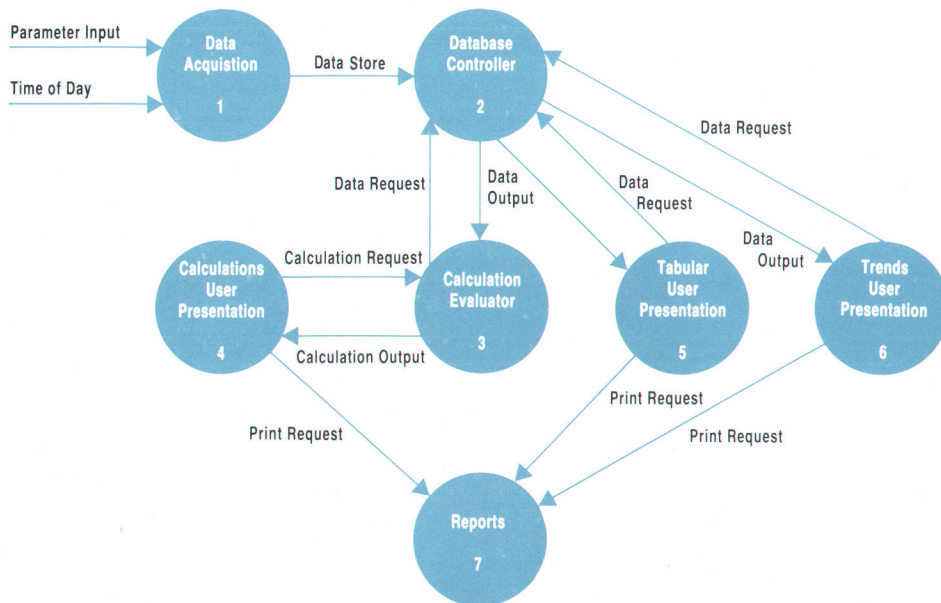 Parameter Input
Time of Day
Data
Acquistion
1
Data Store
Database
Controller
2
Data Request
Data Request
Data
Output
Data
Request
Data
Output
Calculations
User
Presentation
4
Calculation Request
Calculation Output
Calculation
Evaluator
3
Tabular
User
Presentation
5
Trends
User
Presentation
6
Print Request
Print Request
Print Request
Reports
7